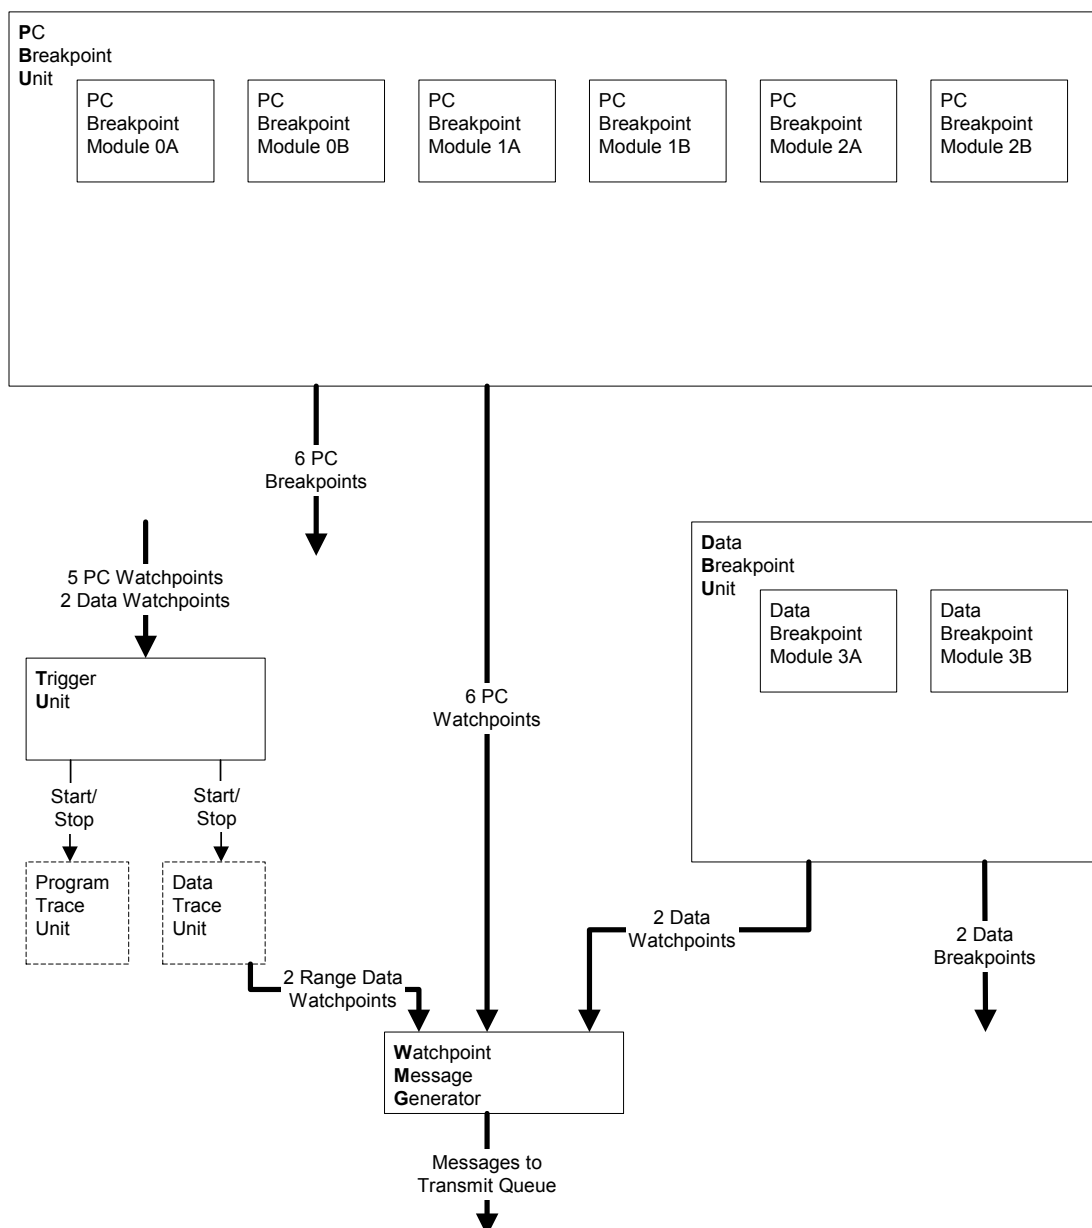 PC
Breakpoint
Unit
PC
Breakpoint
Module 0A
PC
Breakpoint
Module 0B
PC
Breakpoint
Module 1A
PC
Breakpoint
Module 1B
PC
Breakpoint
Module 2A
PC
Breakpoint
Module 2B
6 PC
Breakpoints
5 PC Watchpoints
2 Data Watchpoints
Trigger
Unit
Start/
Stop
Start/
Stop
Program
Trace
Unit
Data
Trace
Unit
6 PC
Watchpoints
Data
Breakpoint
Unit
Data
Breakpoint
Module 3A
Data
Breakpoint
Module 3B
2 Data
Watchpoints
2 Data
Breakpoints
2 Range Data
Watchpoints
Watchpoint
Message
Generator
Messages to
Transmit Queue